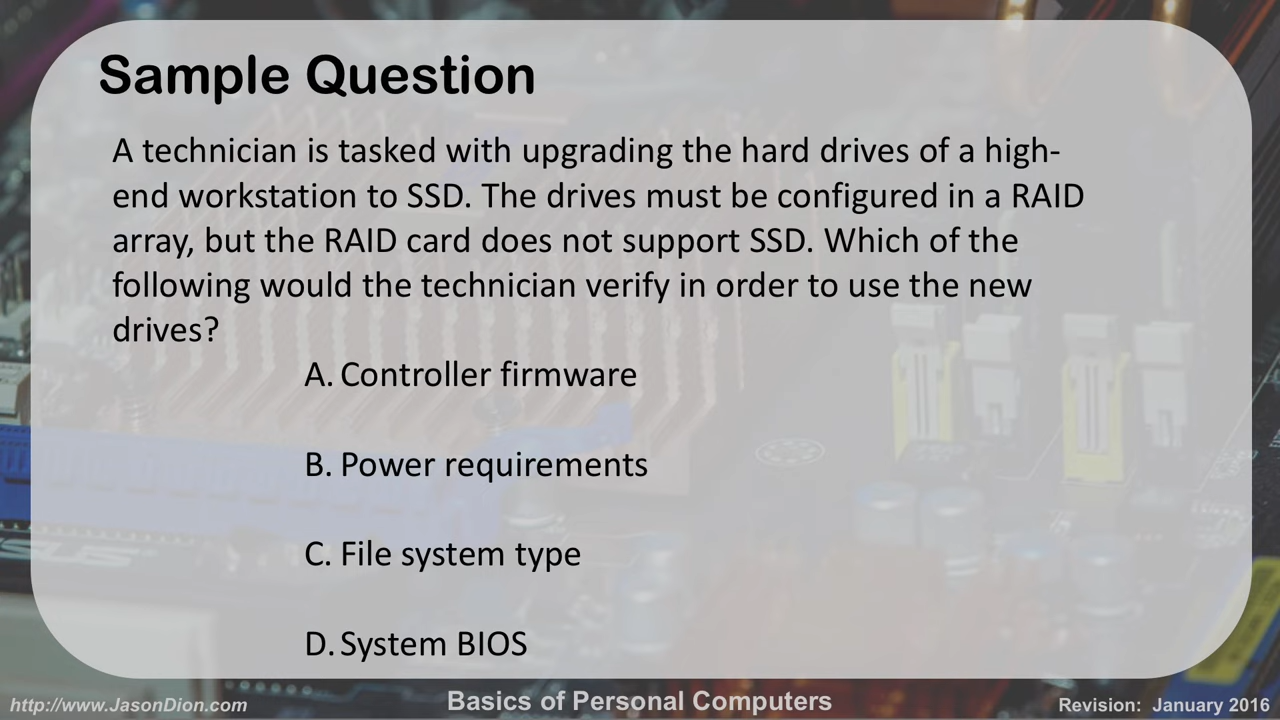 Sample Question
A technician is tasked with upgrading the hard drives of a high-
end workstation to SSD. The drives must be configured in a RAID
array, but the RAID card does not support SSD. Which of the
following would the technician verify in order to use the new
drives?
A. Controller firmware
B. Power requirements
C. File system type
D. System BIOS
http://www.JasonDion.com
Basics of Personal Computers
Revision: January 2016